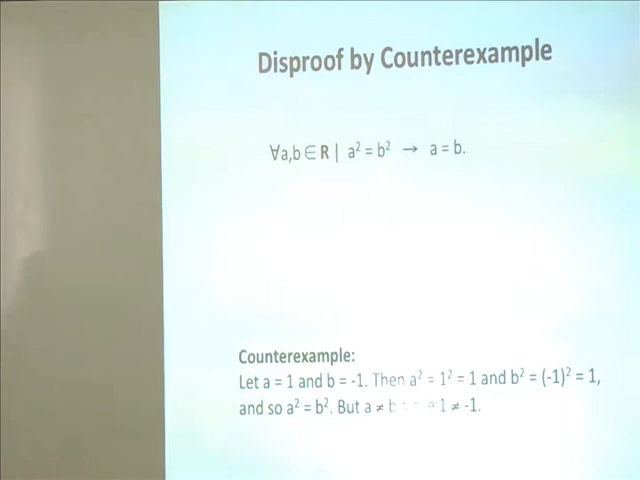 Disproof by Counterexample
∀a,b ∈ R | a² = b² → a = b.
Counterexample:
Let a = 1 and b = -1. Then a² = 1² = 1 and b² = (-1)² = 1,
and so a² = b². But a ≠ b 1 ≠ -1.